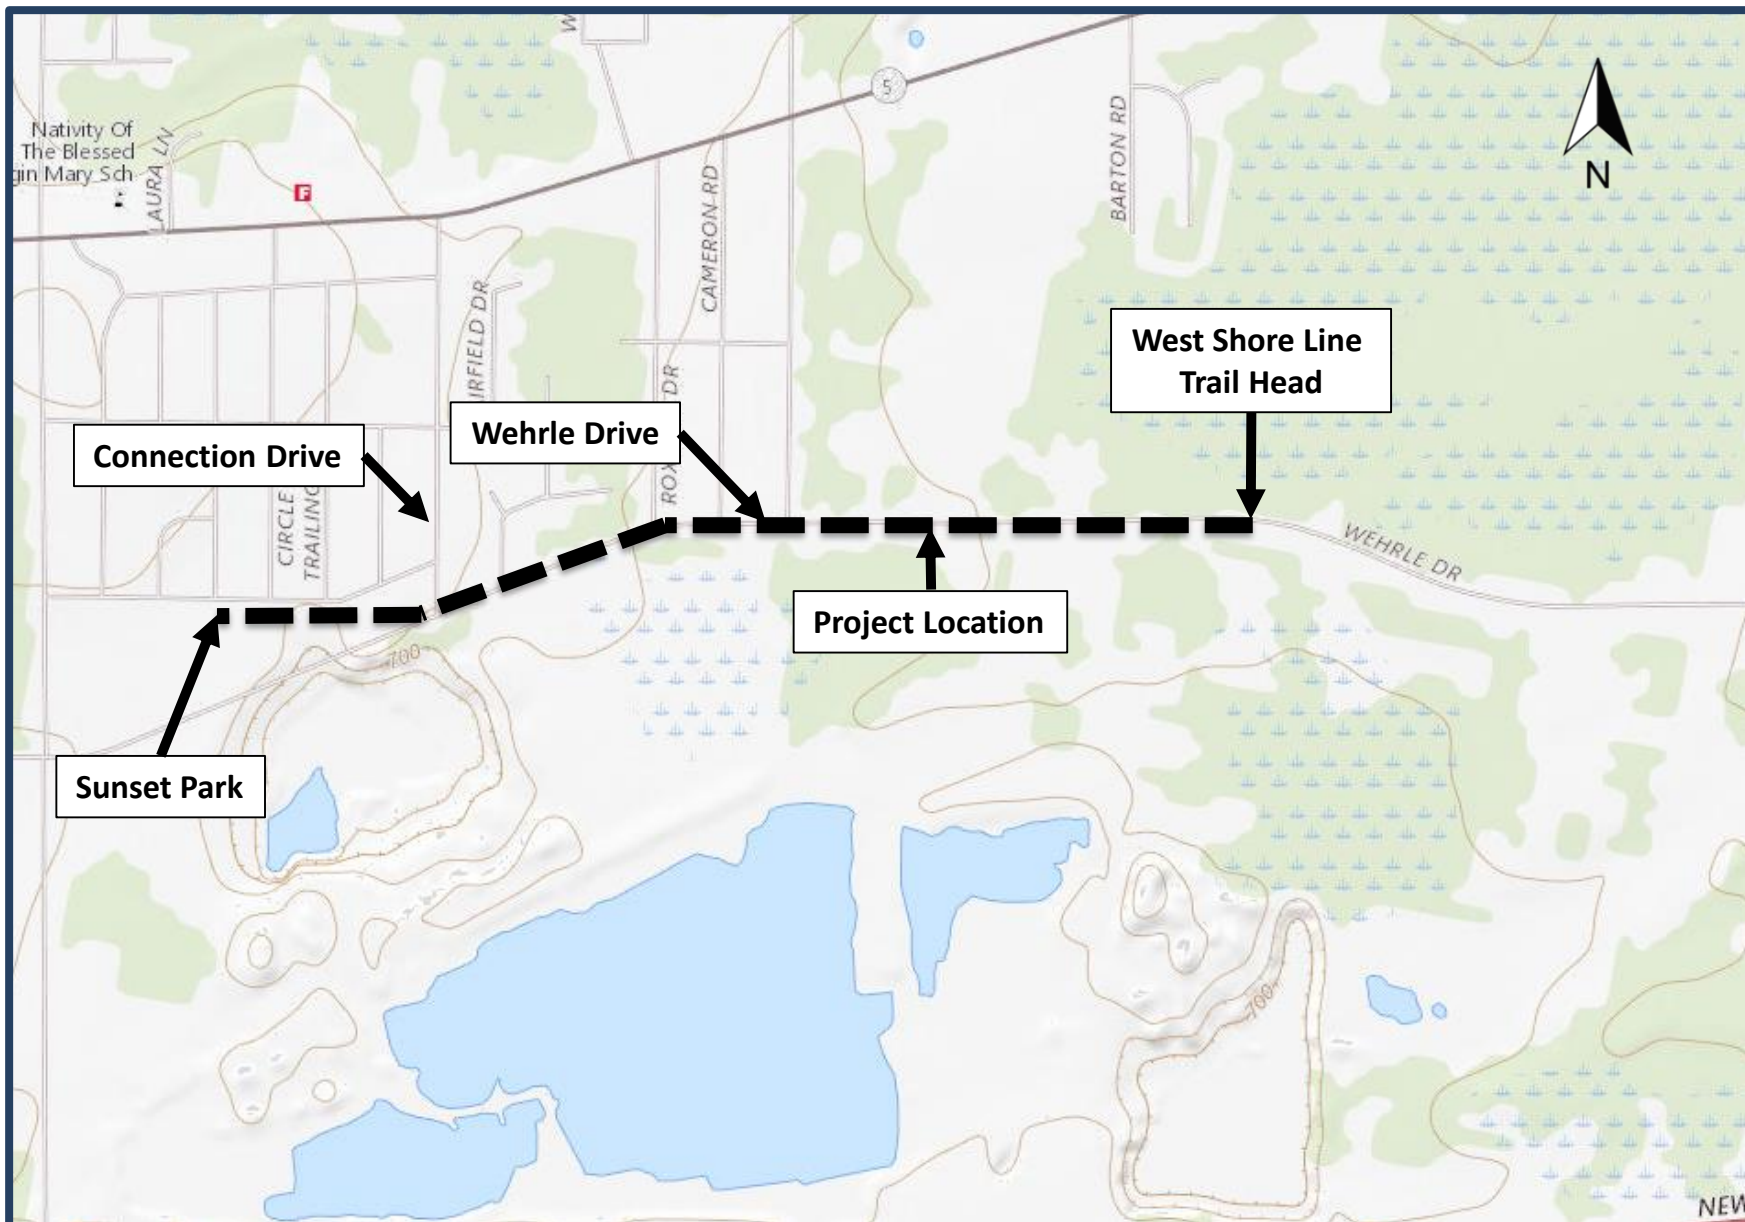 Nativity Of
The Blessed
gin Mary Sch
LAURA LN
F
5
CAMERON RD
BARTON RD
N
IRFIELD DR
West Shore Line
Trail Head
Wehrle Drive
Connection Drive
ROX
DR
CIRCLE
TRAILING
WEHRLE DR
Project Location
700
Sunset Park
700
NEW